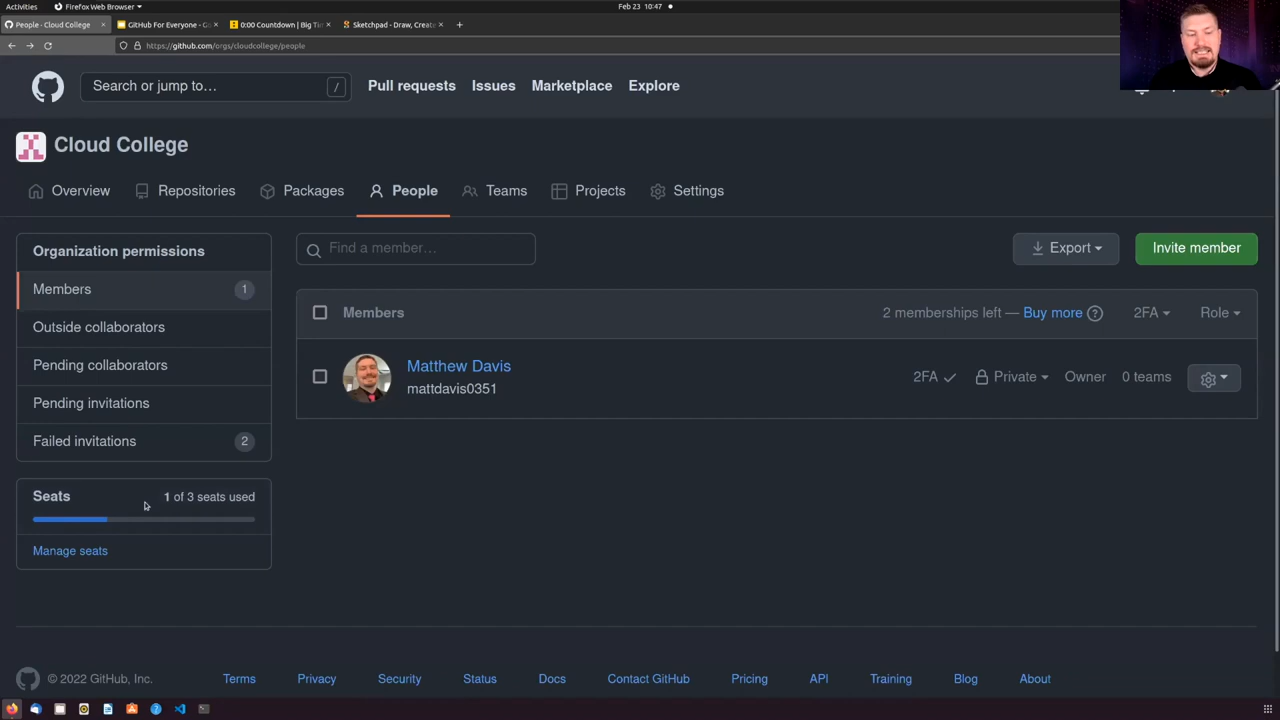 Activities
Firefox Web Browser
Feb 23 10:47
People - Cloud College
GitHub For Everyone - G
0:00 Countdown | Big Ti
Sketchpad - Draw, Create
https://github.com/orgs/cloudcollege/people
Search or jump to…
/
Pull requests
Issues
Marketplace
Explore
Cloud College
Overview
Repositories
Packages
People
Teams
Projects
Settings
Organization permissions
Members 1
Outside collaborators
Pending collaborators
Pending invitations
Failed invitations 2
Seats 1 of 3 seats used
Manage seats
Find a member…
Export
Invite member
Members
2 memberships left — Buy more ?
2FA
Role
Matthew Davis
mattdavis0351
2FA
Private
Owner
0 teams
© 2022 GitHub, Inc.
Terms
Privacy
Security
Status
Docs
Contact GitHub
Pricing
API
Training
Blog
About